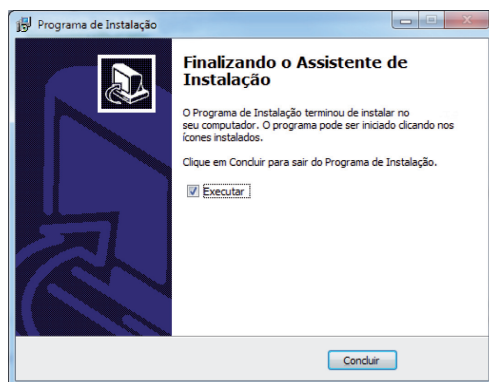 Programa de Instalação
Finalizando o Assistente de
Instalação
O Programa de Instalação terminou de instalar no
seu computador. O programa pode ser iniciado clicando nos
ícones instalados.
Clique em Concluir para sair do Programa de Instalação.
Executar
Concluir